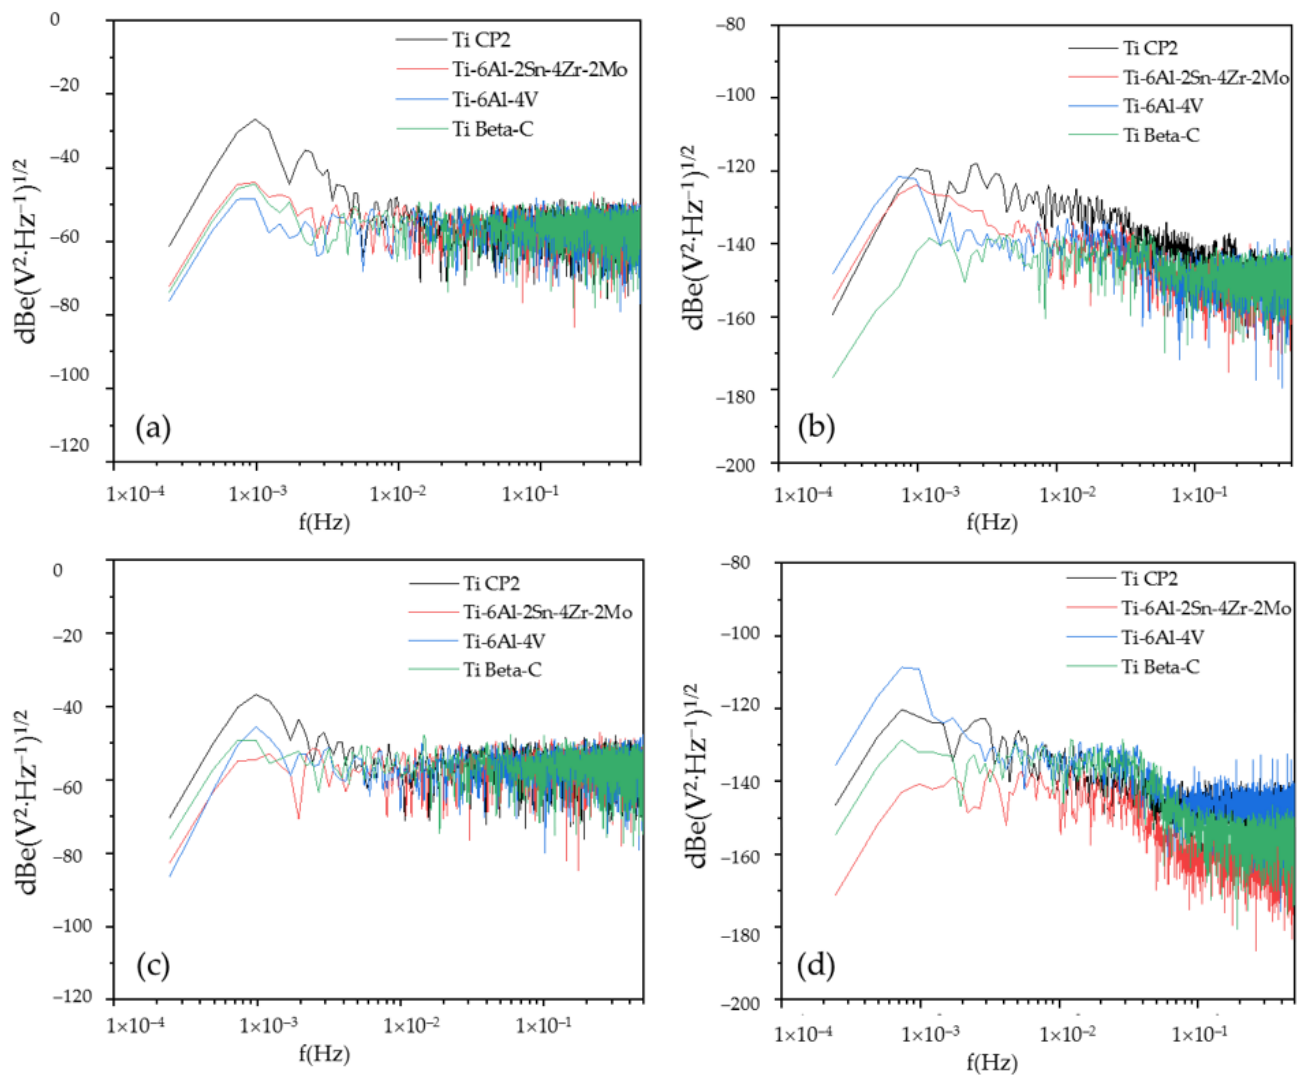 0
−20
−40
−60
−80
−100
−120
dBe(V²·Hz⁻¹)¹/²
Ti CP2
Ti-6Al-2Sn-4Zr-2Mo
Ti-6Al-4V
Ti Beta-C
(a)
1×10⁻⁴
1×10⁻³
1×10⁻²
1×10⁻¹
f(Hz)
−80
−100
−120
−140
−160
−180
−200
dBe(V²·Hz⁻¹)¹/²
Ti CP2
Ti-6Al-2Sn-4Zr-2Mo
Ti-6Al-4V
Ti Beta-C
(b)
1×10⁻⁴
1×10⁻³
1×10⁻²
1×10⁻¹
f(Hz)
0
−20
−40
−60
−80
−100
−120
dBe(V²·Hz⁻¹)¹/²
Ti CP2
Ti-6Al-2Sn-4Zr-2Mo
Ti-6Al-4V
Ti Beta-C
(c)
1×10⁻⁴
1×10⁻³
1×10⁻²
1×10⁻¹
f(Hz)
−80
−100
−120
−140
−160
−180
−200
dBe(V²·Hz⁻¹)¹/²
Ti CP2
Ti-6Al-2Sn-4Zr-2Mo
Ti-6Al-4V
Ti Beta-C
(d)
1×10⁻⁴
1×10⁻³
1×10⁻²
1×10⁻¹
f(Hz)